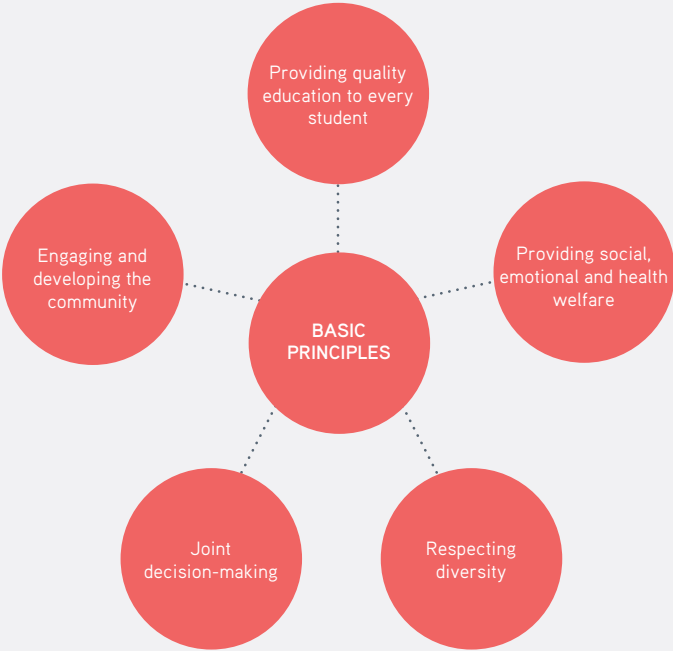 Providing quality
education to every
student
Engaging and
developing the
community
Providing social,
emotional and health
welfare
BASIC
PRINCIPLES
Joint
decision-making
Respecting
diversity